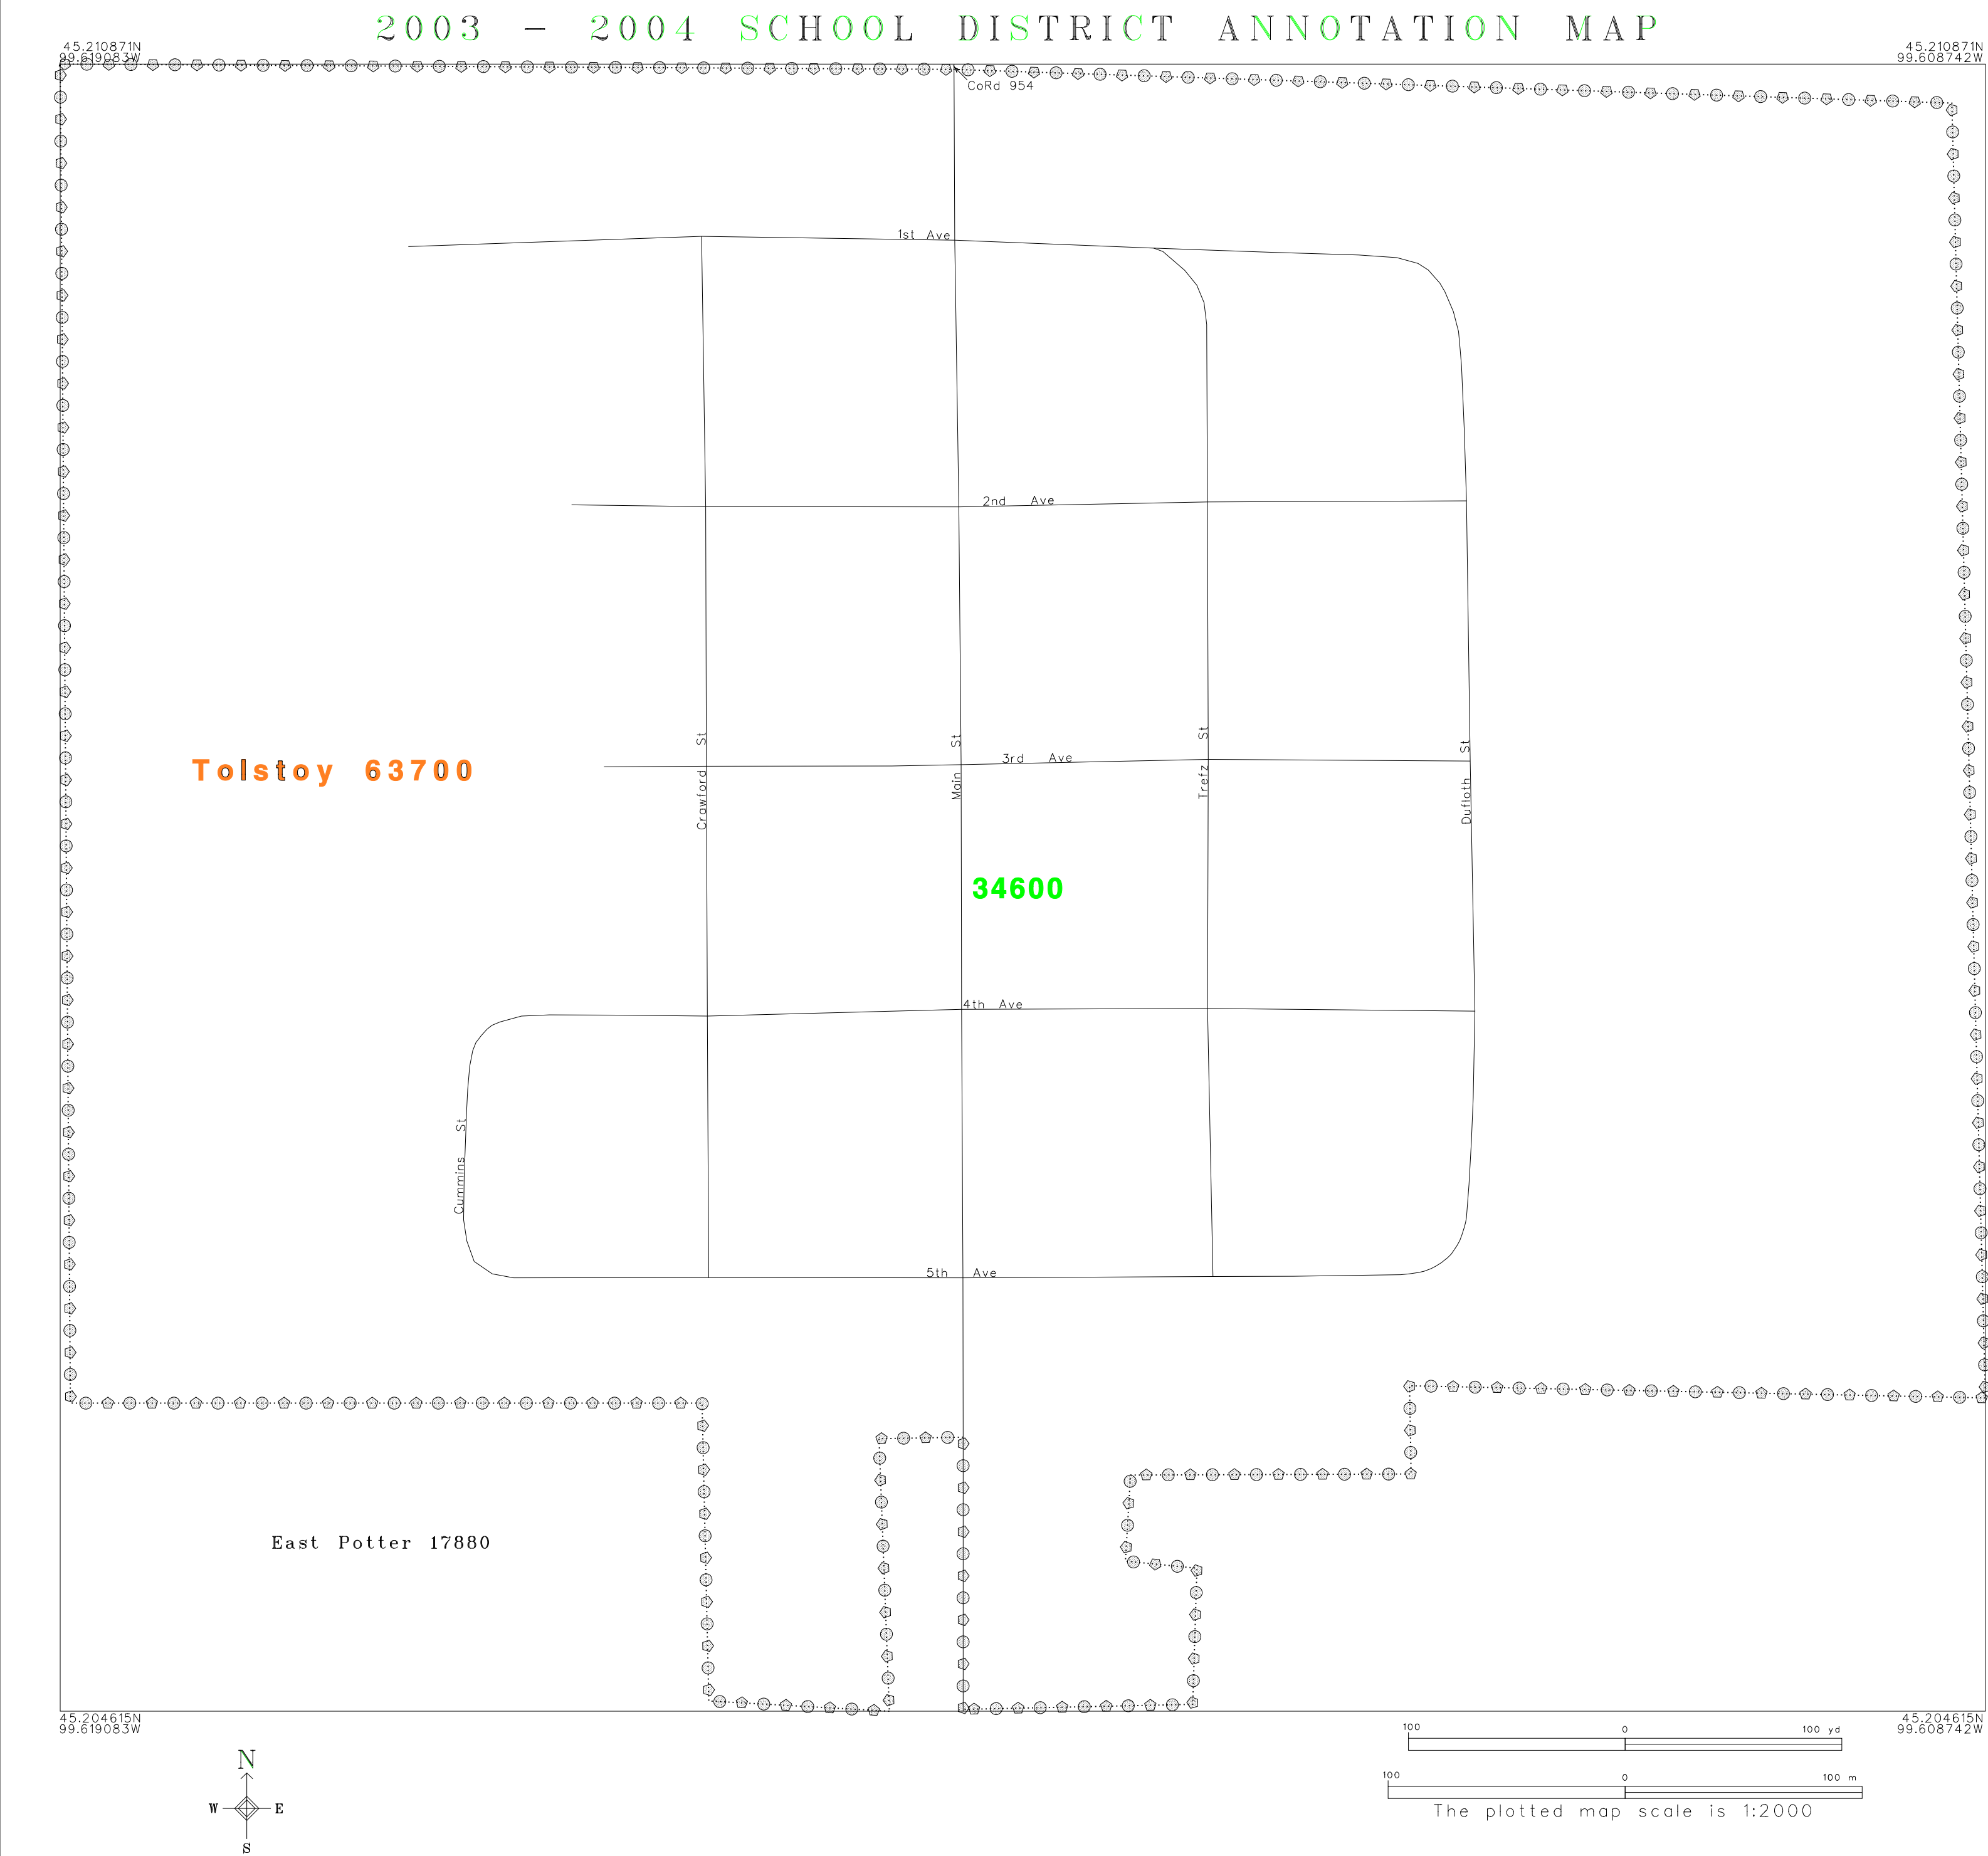 2003 - 2004 SCHOOL DISTRICT ANNOTATION MAP
45.210871N
99.619083W
45.210871N
99.608742W
CoRd 954
1st Ave
2nd Ave
3rd Ave
Crawford St
Main St
Trefz St
Dufloth St
Tolstoy 63700
34600
4th Ave
Cummins St
5th Ave
East Potter 17880
45.204615N
99.619083W
45.204615N
99.608742W
100 0 100 yd
100 0 100 m
The plotted map scale is 1:2000
N
W E
S